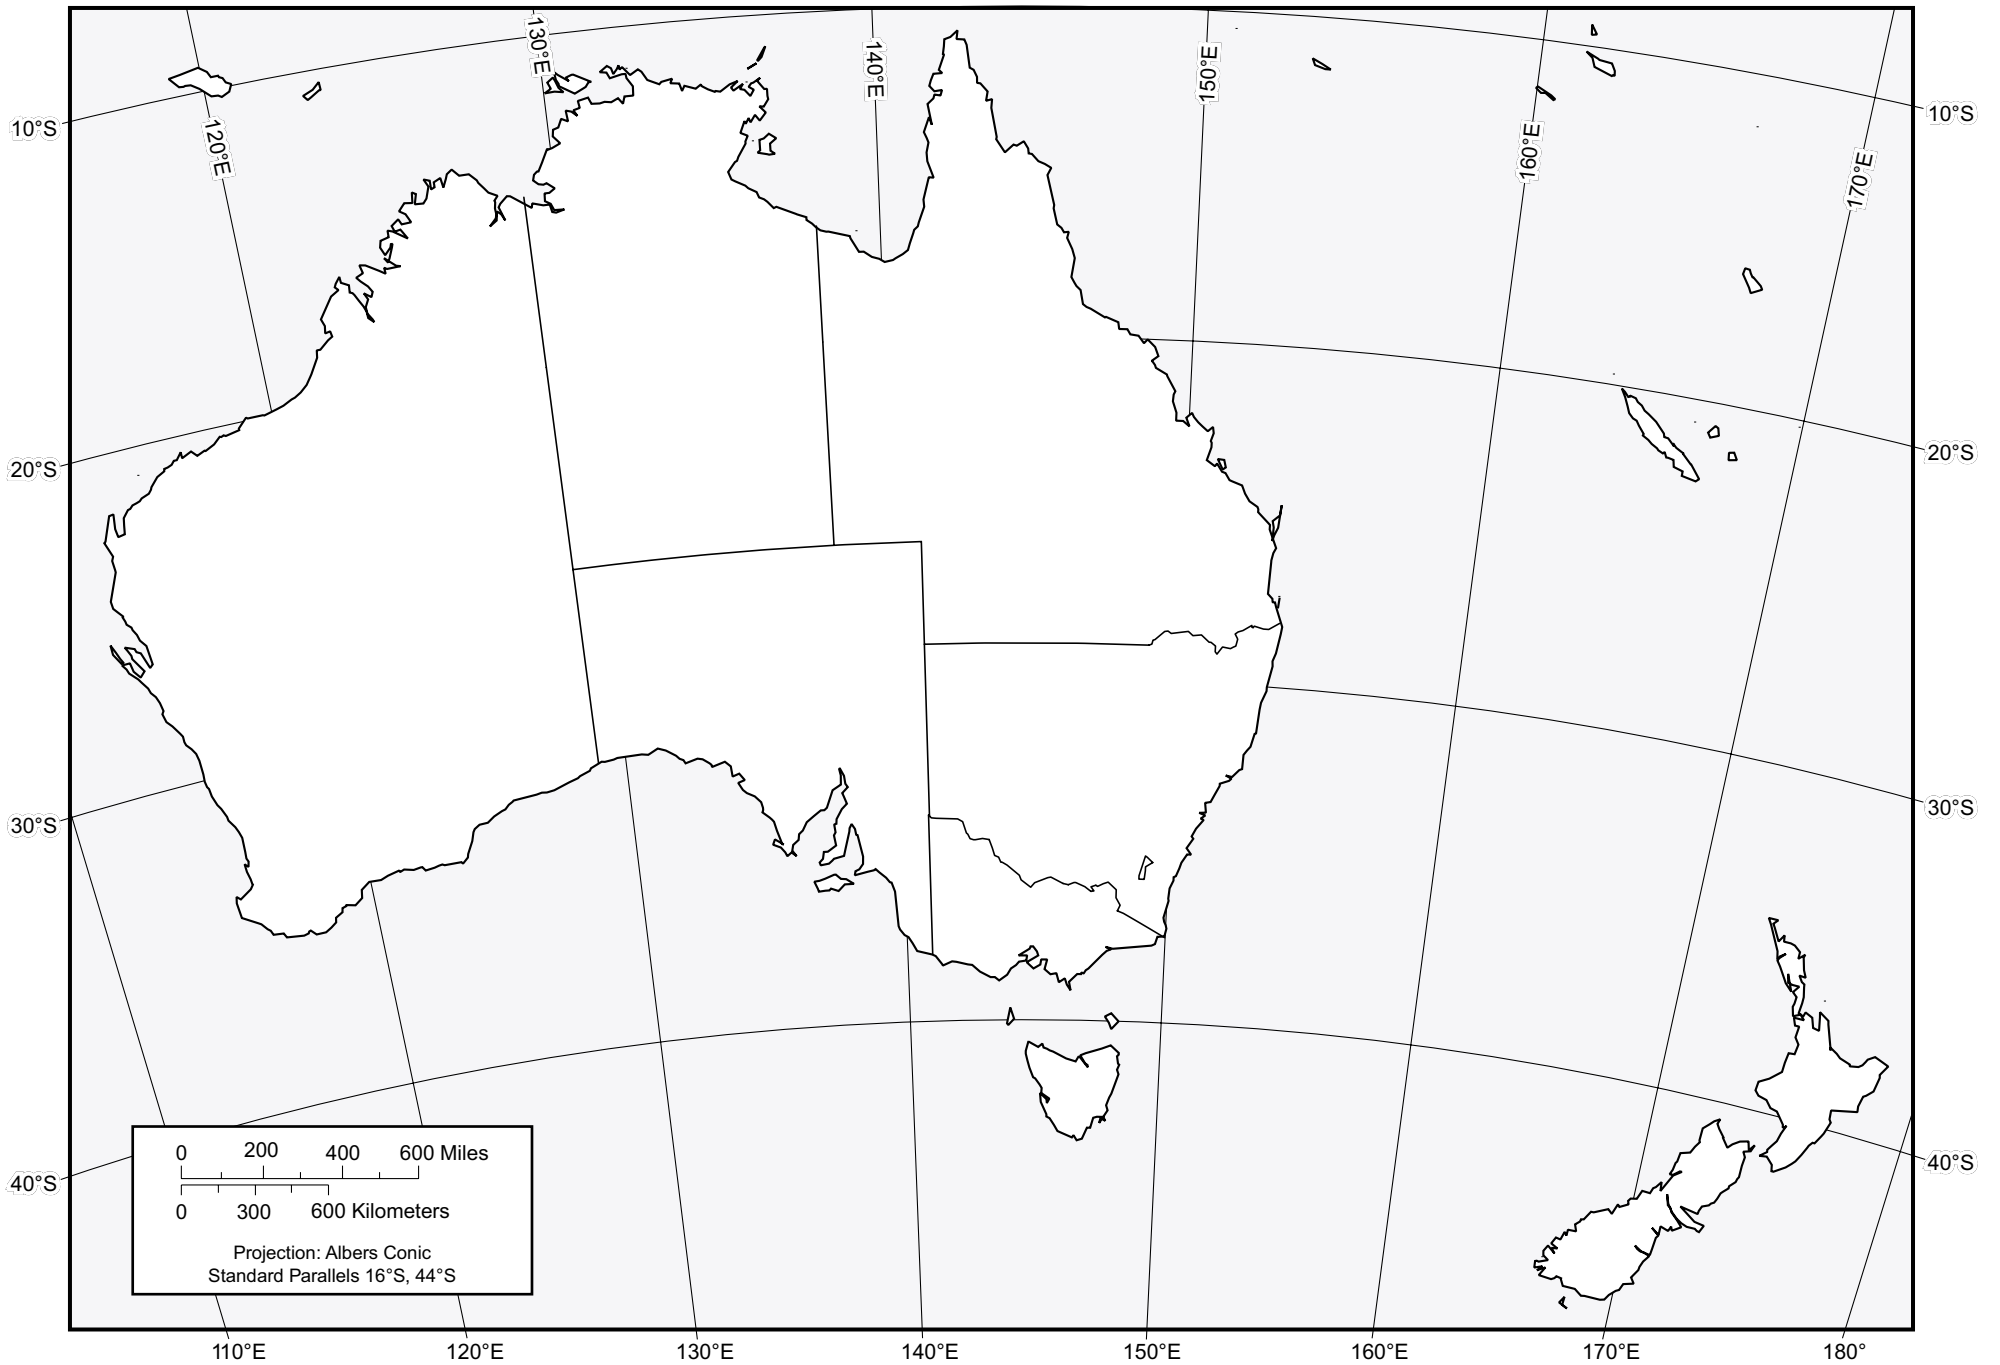 130°E
140°E
150°E
120°E
160°E
170°E
10°S
10°S
20°S
20°S
30°S
30°S
40°S
40°S
0 200 400 600 Miles
0 300 600 Kilometers
Projection: Albers Conic
Standard Parallels 16°S, 44°S
110°E 120°E 130°E 140°E 150°E 160°E 170°E 180°